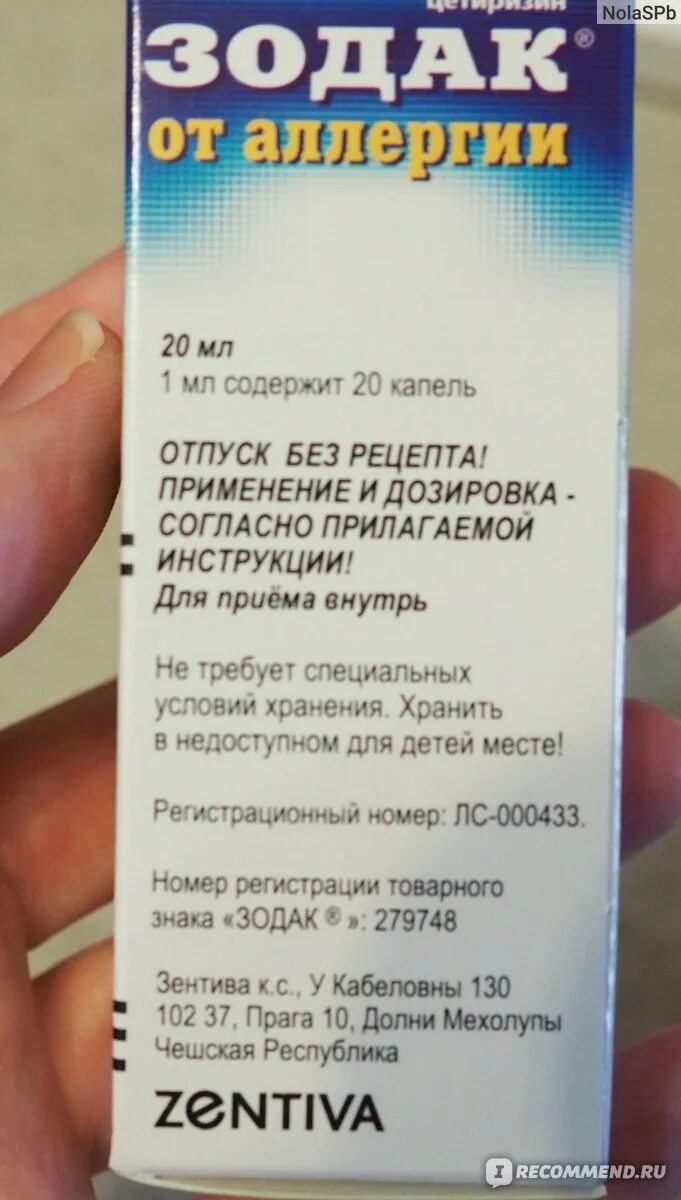 NolaSPb
цетиризин
ЗОДАК®
от аллергии
20 мл
1 мл содержит 20 капель
ОТПУСК БЕЗ РЕЦЕПТА!
ПРИМЕНЕНИЕ И ДОЗИРОВКА -
СОГЛАСНО ПРИЛАГАЕМОЙ
ИНСТРУКЦИИ!
Для приёма внутрь
Не требует специальных
условий хранения. Хранить
в недоступном для детей месте!
Регистрационный номер: ЛС-000433.
Номер регистрации товарного
знака «ЗОДАК ® »: 279748
Зентива к.с., У Кабеловны 130
102 37, Прага 10, Долни Мехолупы
Чешская Республика
ZENTIVA
I RECOMMEND.RU